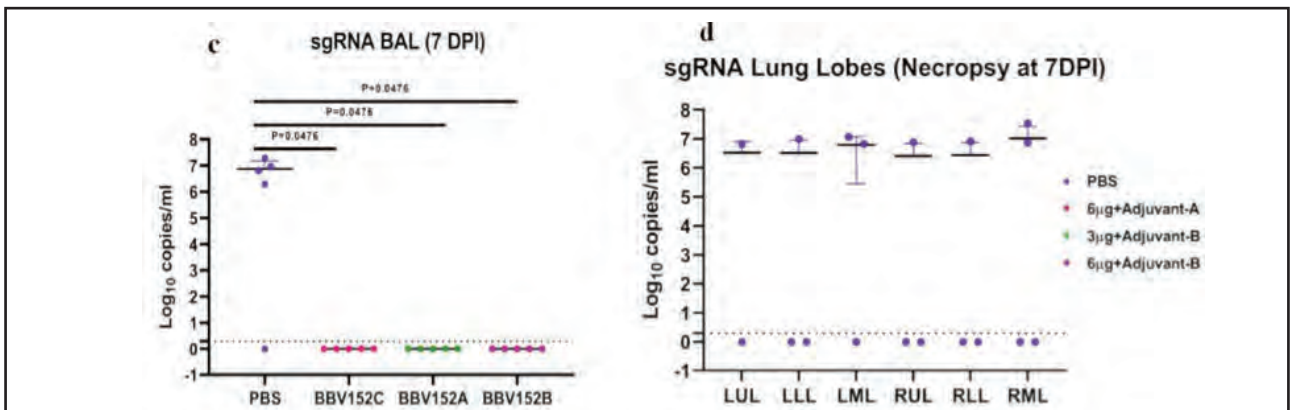 c
sgRNA BAL (7 DPI)
P=0.0476
P=0.0476
P=0.0476
Log10 copies/ml
8
7
6
5
4
3
2
1
0
-1
PBS BBV152C BBV152A BBV152B
d
sgRNA Lung Lobes (Necropsy at 7DPI)
Log10 copies/ml
8
7
6
5
4
3
2
1
0
-1
LUL LLL LML RUL RLL RML
PBS
6μg+Adjuvant-A
3μg+Adjuvant-B
6μg+Adjuvant-B